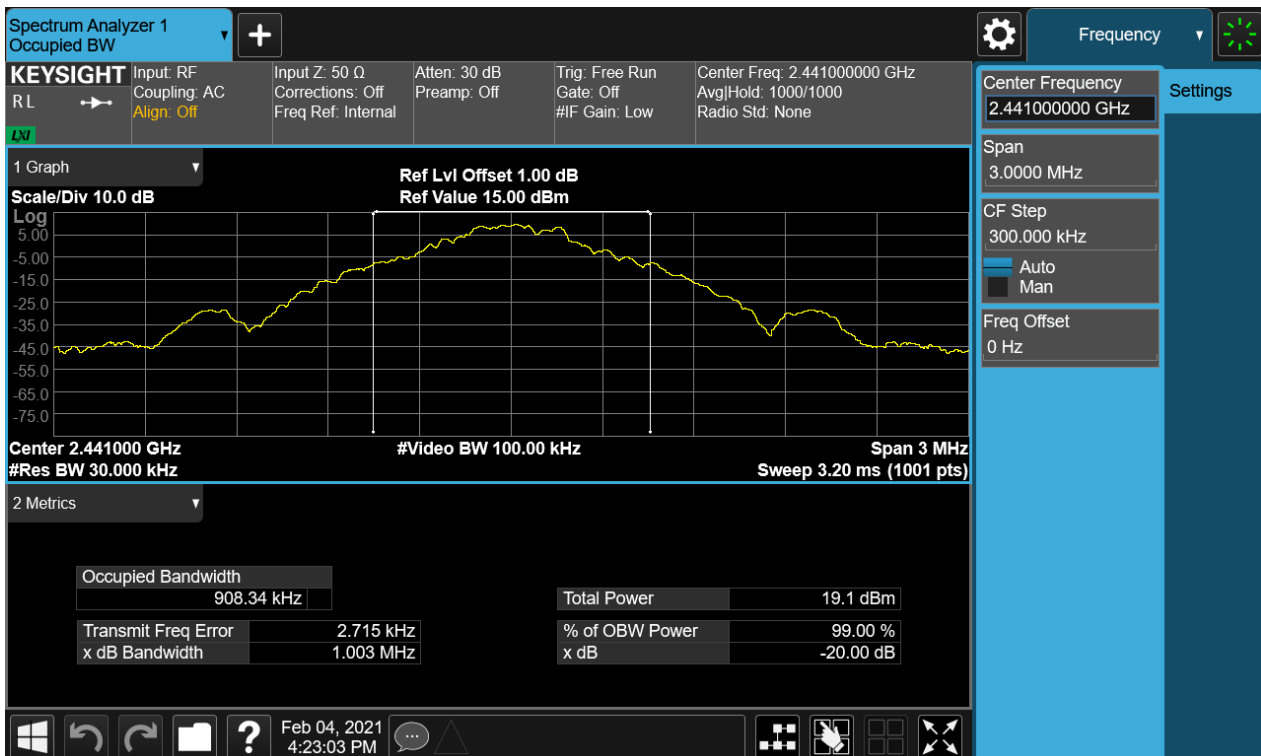 Spectrum Analyzer 1
Occupied BW
Frequency
KEYSIGHT
R L
LXI
Input: RF
Coupling: AC
Align: Off
Input Z: 50 Ω
Corrections: Off
Freq Ref: Internal
Atten: 30 dB
Preamp: Off
Trig: Free Run
Gate: Off
#IF Gain: Low
Center Freq: 2.441000000 GHz
Avg|Hold: 1000/1000
Radio Std: None
Center Frequency
2.441000000 GHz
Settings
Span
3.0000 MHz
CF Step
300.000 kHz
Auto
Man
Freq Offset
0 Hz
1 Graph
Scale/Div 10.0 dB
Ref Lvl Offset 1.00 dB
Ref Value 15.00 dBm
Log
5.00
-5.00
-15.0
-25.0
-35.0
-45.0
-55.0
-65.0
-75.0
Center 2.441000 GHz
#Video BW 100.00 kHz
Span 3 MHz
#Res BW 30.000 kHz
Sweep 3.20 ms (1001 pts)
2 Metrics
Occupied Bandwidth
908.34 kHz
Total Power 19.1 dBm
Transmit Freq Error 2.715 kHz
% of OBW Power 99.00 %
x dB Bandwidth 1.003 MHz
x dB -20.00 dB
?
Feb 04, 2021
4:23:03 PM